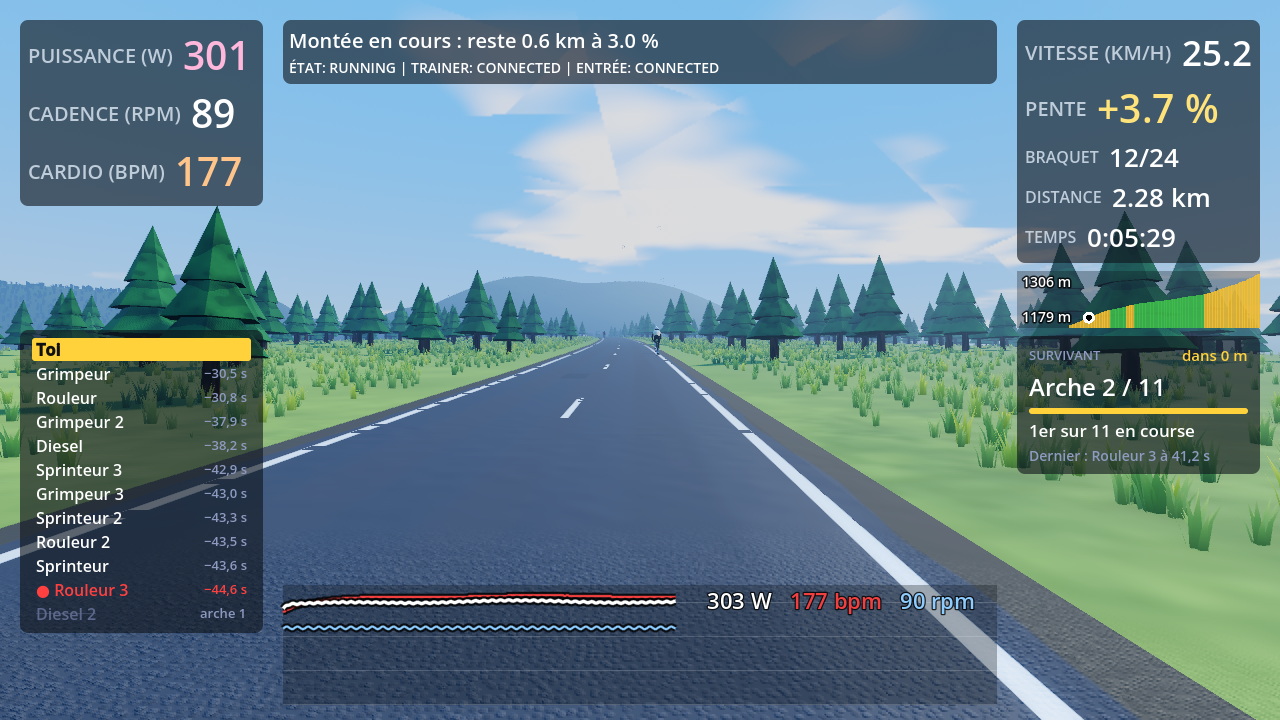 PUISSANCE (W) 301
CADENCE (RPM) 89
CARDIO (BPM) 177
Montée en cours : reste 0.6 km à 3.0 %
ÉTAT: RUNNING | TRAINER: CONNECTED | ENTRÉE: CONNECTED
VITESSE (KM/H) 25.2
PENTE +3.7 %
BRAQUET 12/24
DISTANCE 2.28 km
TEMPS 0:05:29
1306 m
1179 m
SURVIVANT dans 0 m
Arche 2 / 11
1er sur 11 en course
Dernier : Rouleur 3 à 41,2 s
Toi
Grimpeur −30,5 s
Rouleur −30,8 s
Grimpeur 2 −37,9 s
Diesel −38,2 s
Sprinteur 3 −42,9 s
Grimpeur 3 −43,0 s
Sprinteur 2 −43,3 s
Rouleur 2 −43,5 s
Sprinteur −43,6 s
Rouleur 3 −44,6 s
Diesel 2 arche 1
303 W 177 bpm 90 rpm